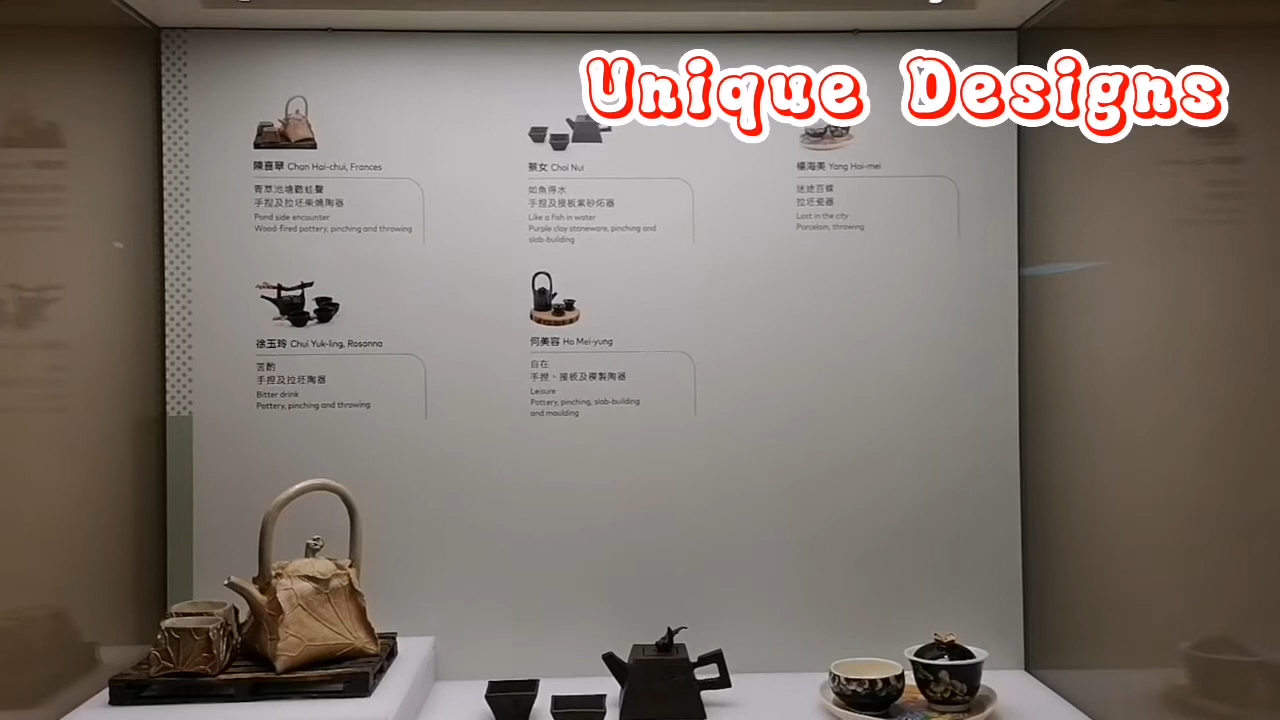 Unique Designs
陳喜翠 Chan Hai-chui, Frances
青草池塘聽蛙聲
手捏及拉坯柴燒陶器
Pond side encounter
Wood-fired pottery, pinching and throwing
蔡女 Choi Nui
如魚得水
手捏及接板紫砂炻器
Like a fish in water
Purple clay stoneware, pinching and
slab-building
楊海美 Yang Hoi-mei
迷途百蝶
拉坯瓷器
Lost in the city
Porcelain, throwing
徐玉玲 Chui Yuk-ling, Rosanna
苦酌
手捏及拉坯陶器
Bitter drink
Pottery, pinching and throwing
何美容 Ho Mei-yung
自在
手捏、接板及模製陶器
Leisure
Pottery, pinching, slab-building
and moulding